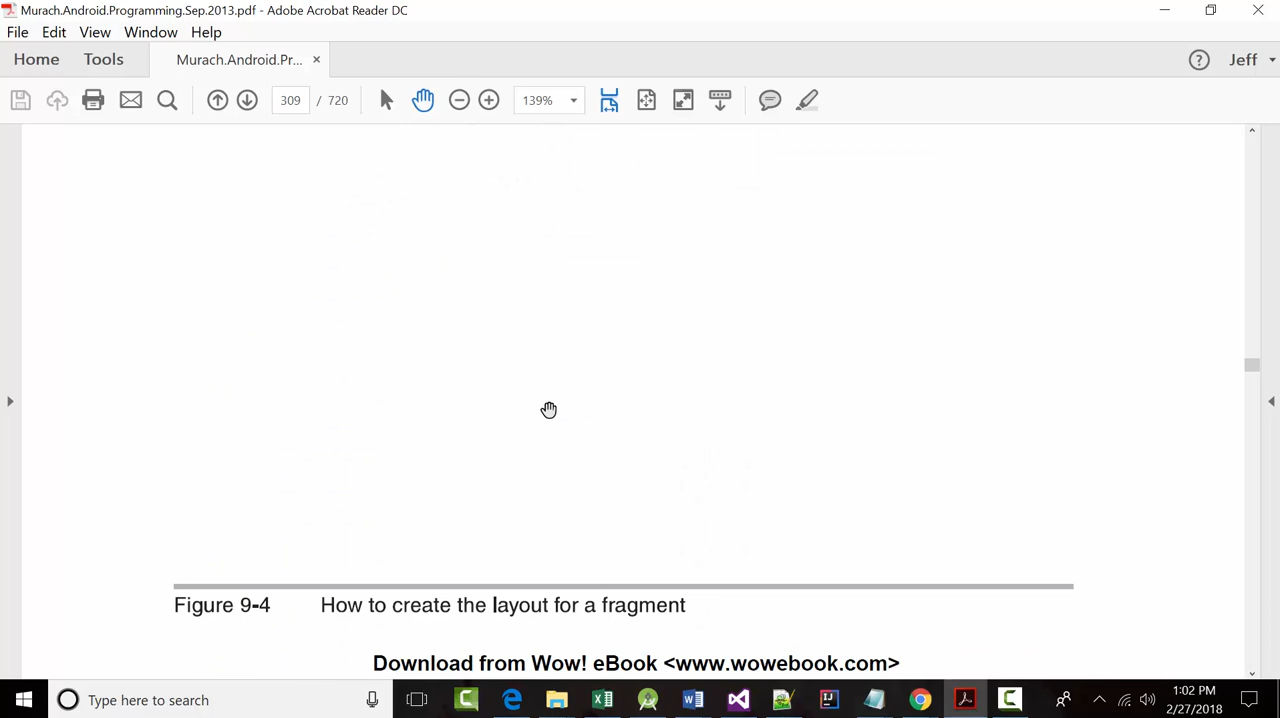 Murach.Android.Programming.Sep.2013.pdf - Adobe Acrobat Reader DC
File Edit View Window Help
Home Tools Murach.Android.Pr... × ? Jeff
309 / 720 139%
Figure 9-4 How to create the layout for a fragment
Download from Wow! eBook <www.wowebook.com>
Type here to search
1:02 PM
2/27/2018